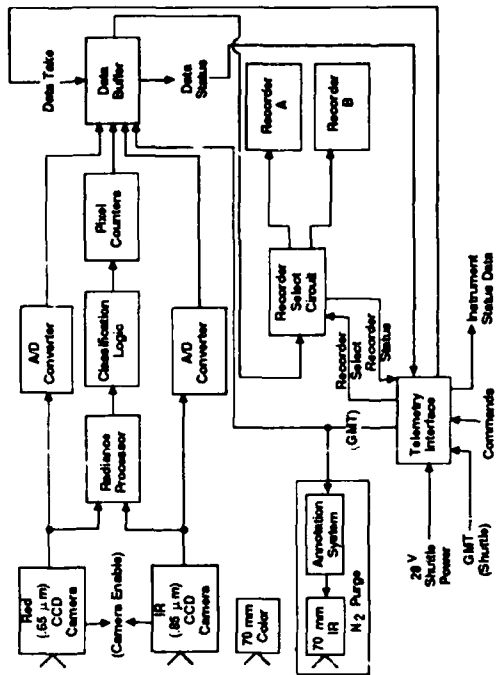 Red
(.65 μm)
CCD
Camera
(Camera Enable)
IR
(.85 μm)
CCD
Camera
70 mm
Color
70 mm
IR
Annotation
System
N2 Purge
A/D
Converter
Radiance
Processor
Classification
Logic
Pixel
Counters
A/D
Converter
Data Take
Data
Buffer
Data
Status
Recorder
A
Recorder
B
Recorder
Select
Circuit
Recorder
Select
Recorder
Status
(GMT)
Telemetry
Interface
28 V
Shuttle
Power
GMT
(Shuttle)
Commands
Instrument
Status Data